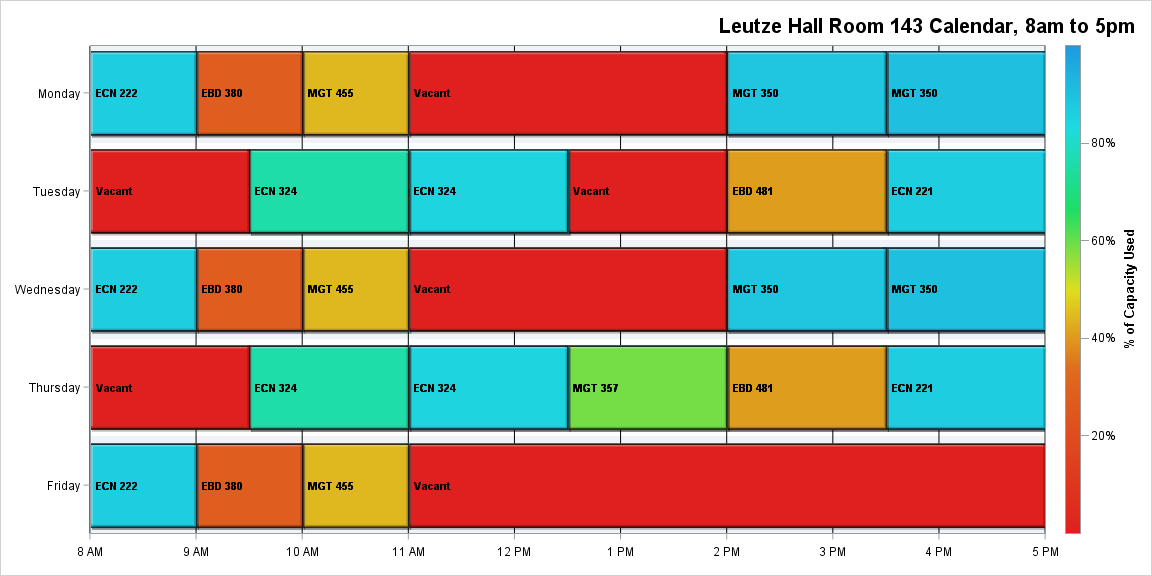 Leutze Hall Room 143 Calendar, 8am to 5pm
Monday
ECN 222
EBD 380
MGT 455
Vacant
MGT 350
MGT 350
Tuesday
Vacant
ECN 324
ECN 324
Vacant
EBD 481
ECN 221
Wednesday
ECN 222
EBD 380
MGT 455
Vacant
MGT 350
MGT 350
Thursday
Vacant
ECN 324
ECN 324
MGT 357
EBD 481
ECN 221
Friday
ECN 222
EBD 380
MGT 455
Vacant
8 AM
9 AM
10 AM
11 AM
12 PM
1 PM
2 PM
3 PM
4 PM
5 PM
80%
60%
40%
20%
% of Capacity Used